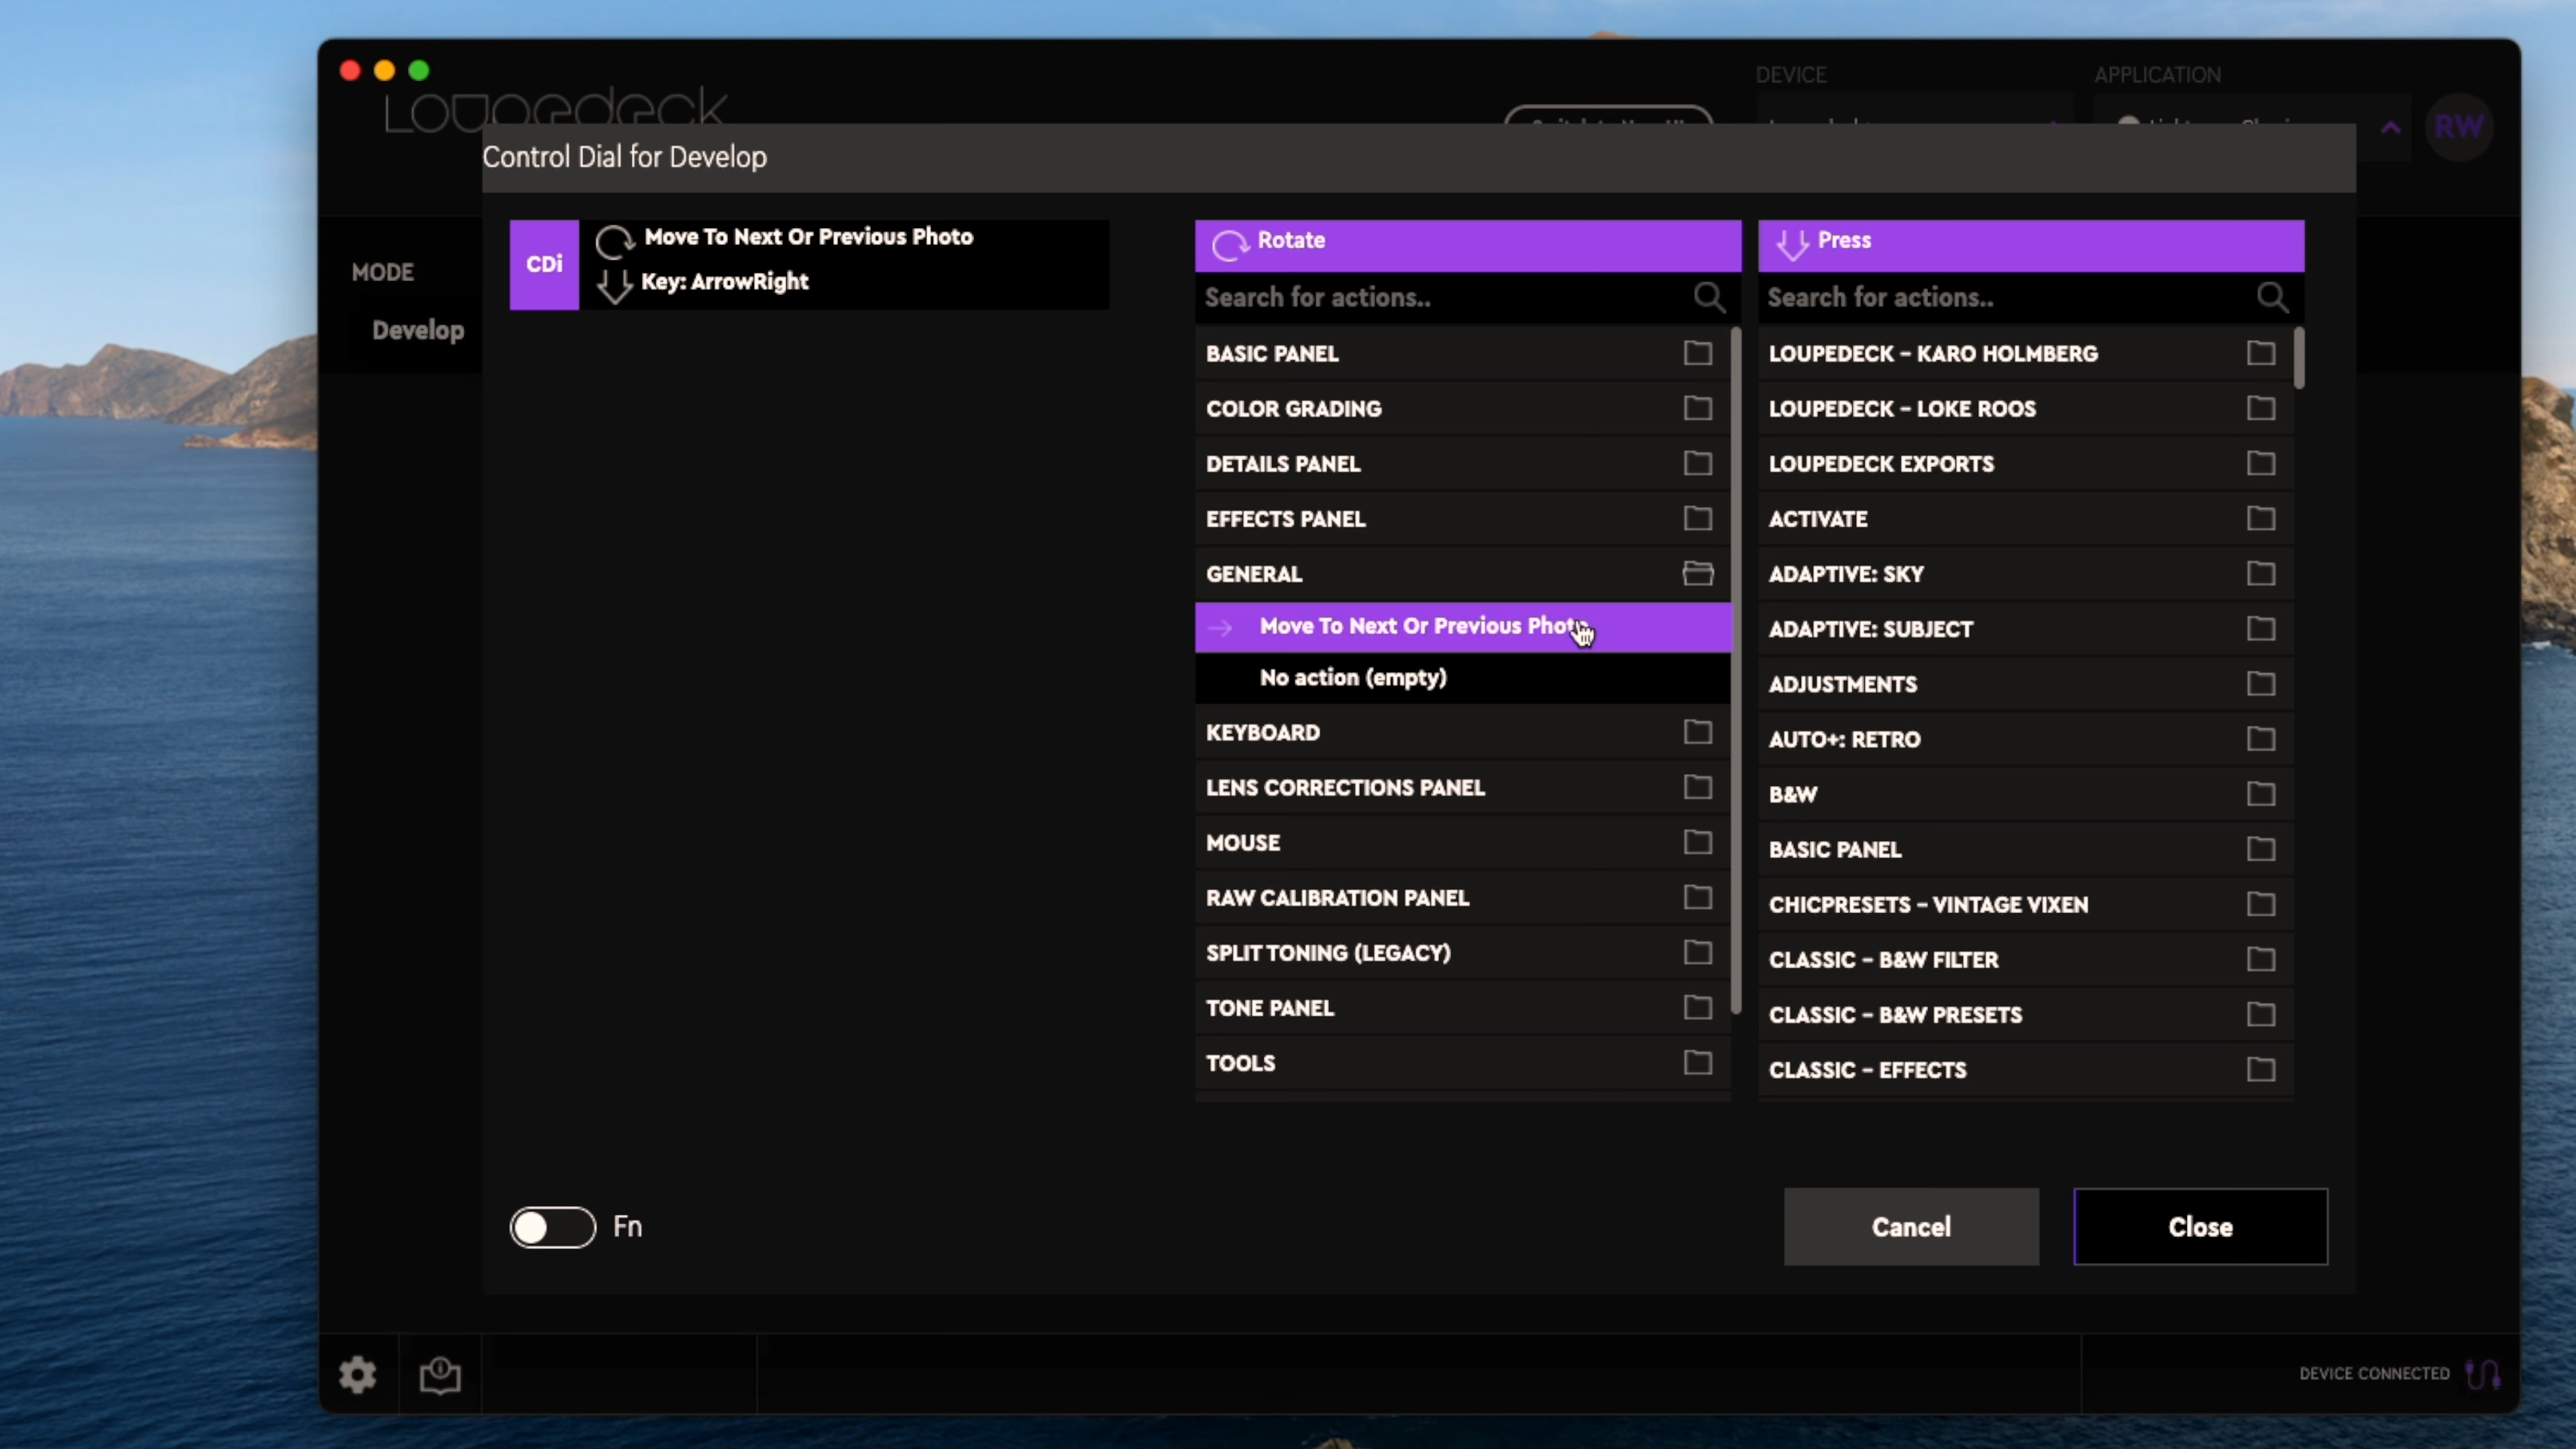 Loupedeck
DEVICE
APPLICATION
RW
Control Dial for Develop
MODE
Develop
CDi
Move To Next Or Previous Photo
Key: ArrowRight
Rotate
Search for actions..
BASIC PANEL
COLOR GRADING
DETAILS PANEL
EFFECTS PANEL
GENERAL
Move To Next Or Previous Photo
No action (empty)
KEYBOARD
LENS CORRECTIONS PANEL
MOUSE
RAW CALIBRATION PANEL
SPLIT TONING (LEGACY)
TONE PANEL
TOOLS
Press
Search for actions..
LOUPEDECK - KARO HOLMBERG
LOUPEDECK - LOKE ROOS
LOUPEDECK EXPORTS
ACTIVATE
ADAPTIVE: SKY
ADAPTIVE: SUBJECT
ADJUSTMENTS
AUTO+: RETRO
B&W
BASIC PANEL
CHICPRESETS - VINTAGE VIXEN
CLASSIC - B&W FILTER
CLASSIC - B&W PRESETS
CLASSIC - EFFECTS
Fn
Cancel
Close
DEVICE CONNECTED